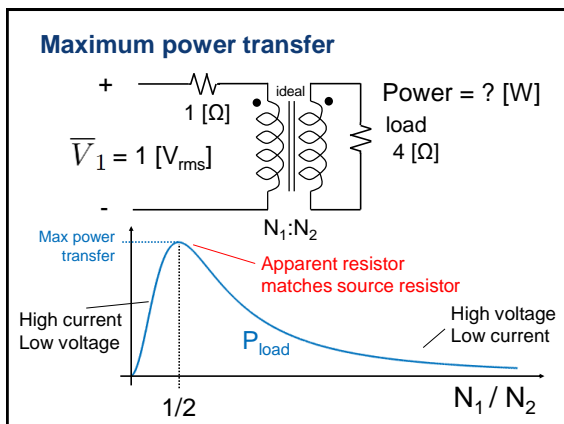 Maximum power transfer
+
1 [Ω]
ideal
Power = ? [W]
load
4 [Ω]
V̅1 = 1 [Vrms]
-
N1:N2
Max power
transfer
Apparent resistor
matches source resistor
High current
Low voltage
High voltage
Low current
Pload
1/2
N1 / N2